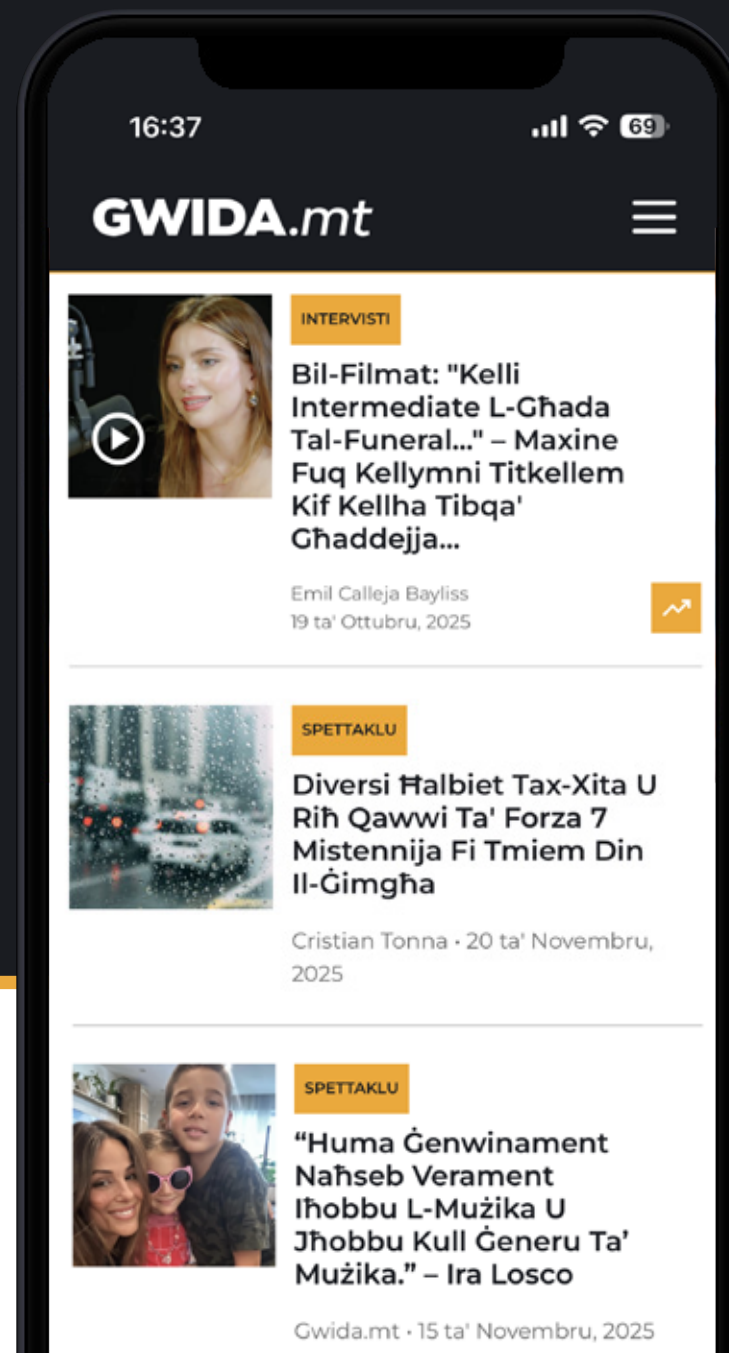 16:37
69
GWIDA.mt
INTERVISTI
Bil-Filmat: "Kelli
Intermediate L-Għada
Tal-Funeral..." – Maxine
Fuq Kellymni Titkellem
Kif Kellha Tibqa'
Għaddejja...
Emil Calleja Bayliss
19 ta' Ottubru, 2025
SPETTAKLU
Diversi Ħalbiet Tax-Xita U
Riħ Qawwi Ta' Forza 7
Mistennija Fi Tmiem Din
Il-Ġimgħa
Cristian Tonna • 20 ta' Novembru,
2025
SPETTAKLU
“Huma Ġenwinament
Naħseb Verament
Iħobbu L-Mużika U
Jħobbu Kull Ġeneru Ta’
Mużika.” – Ira Losco
Gwida.mt • 15 ta' Novembru, 2025